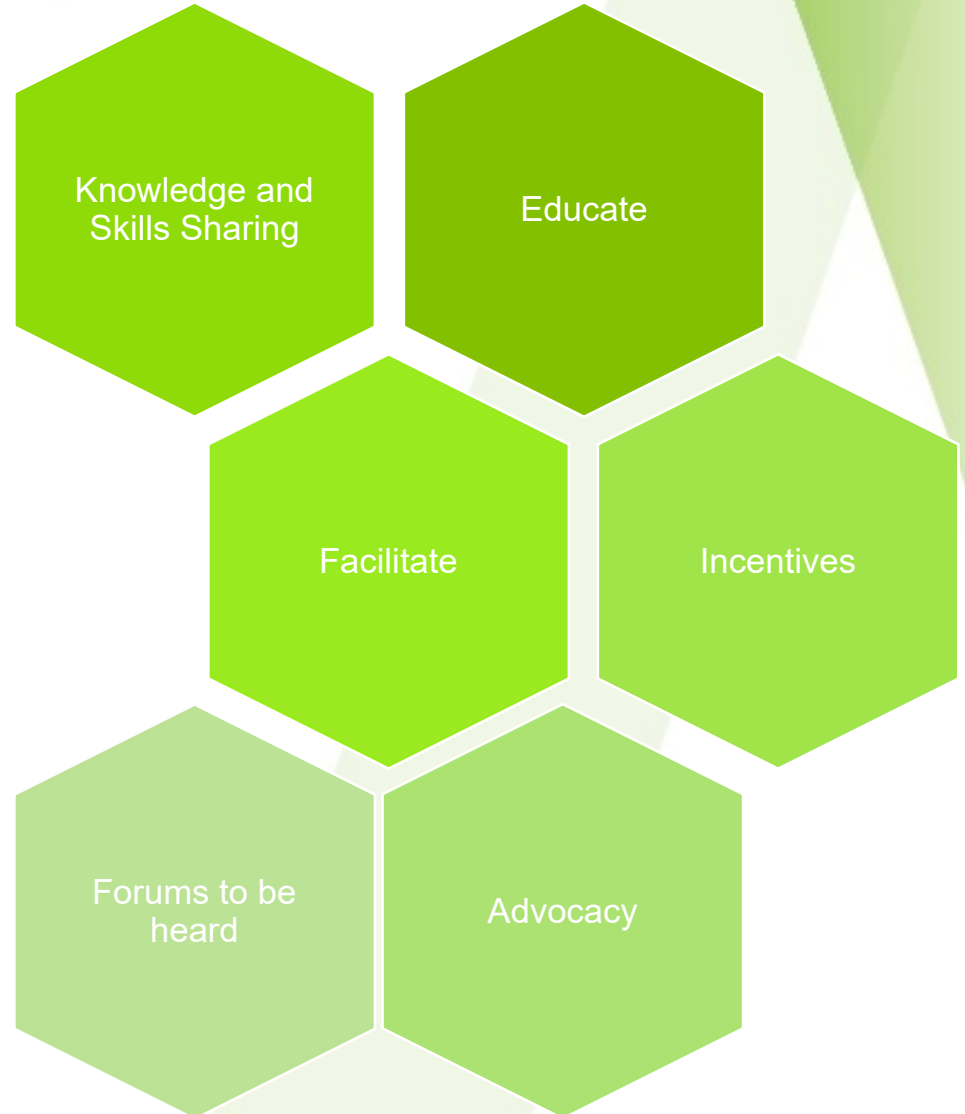 Knowledge and
Skills Sharing
Educate
Facilitate
Incentives
Forums to be
heard
Advocacy